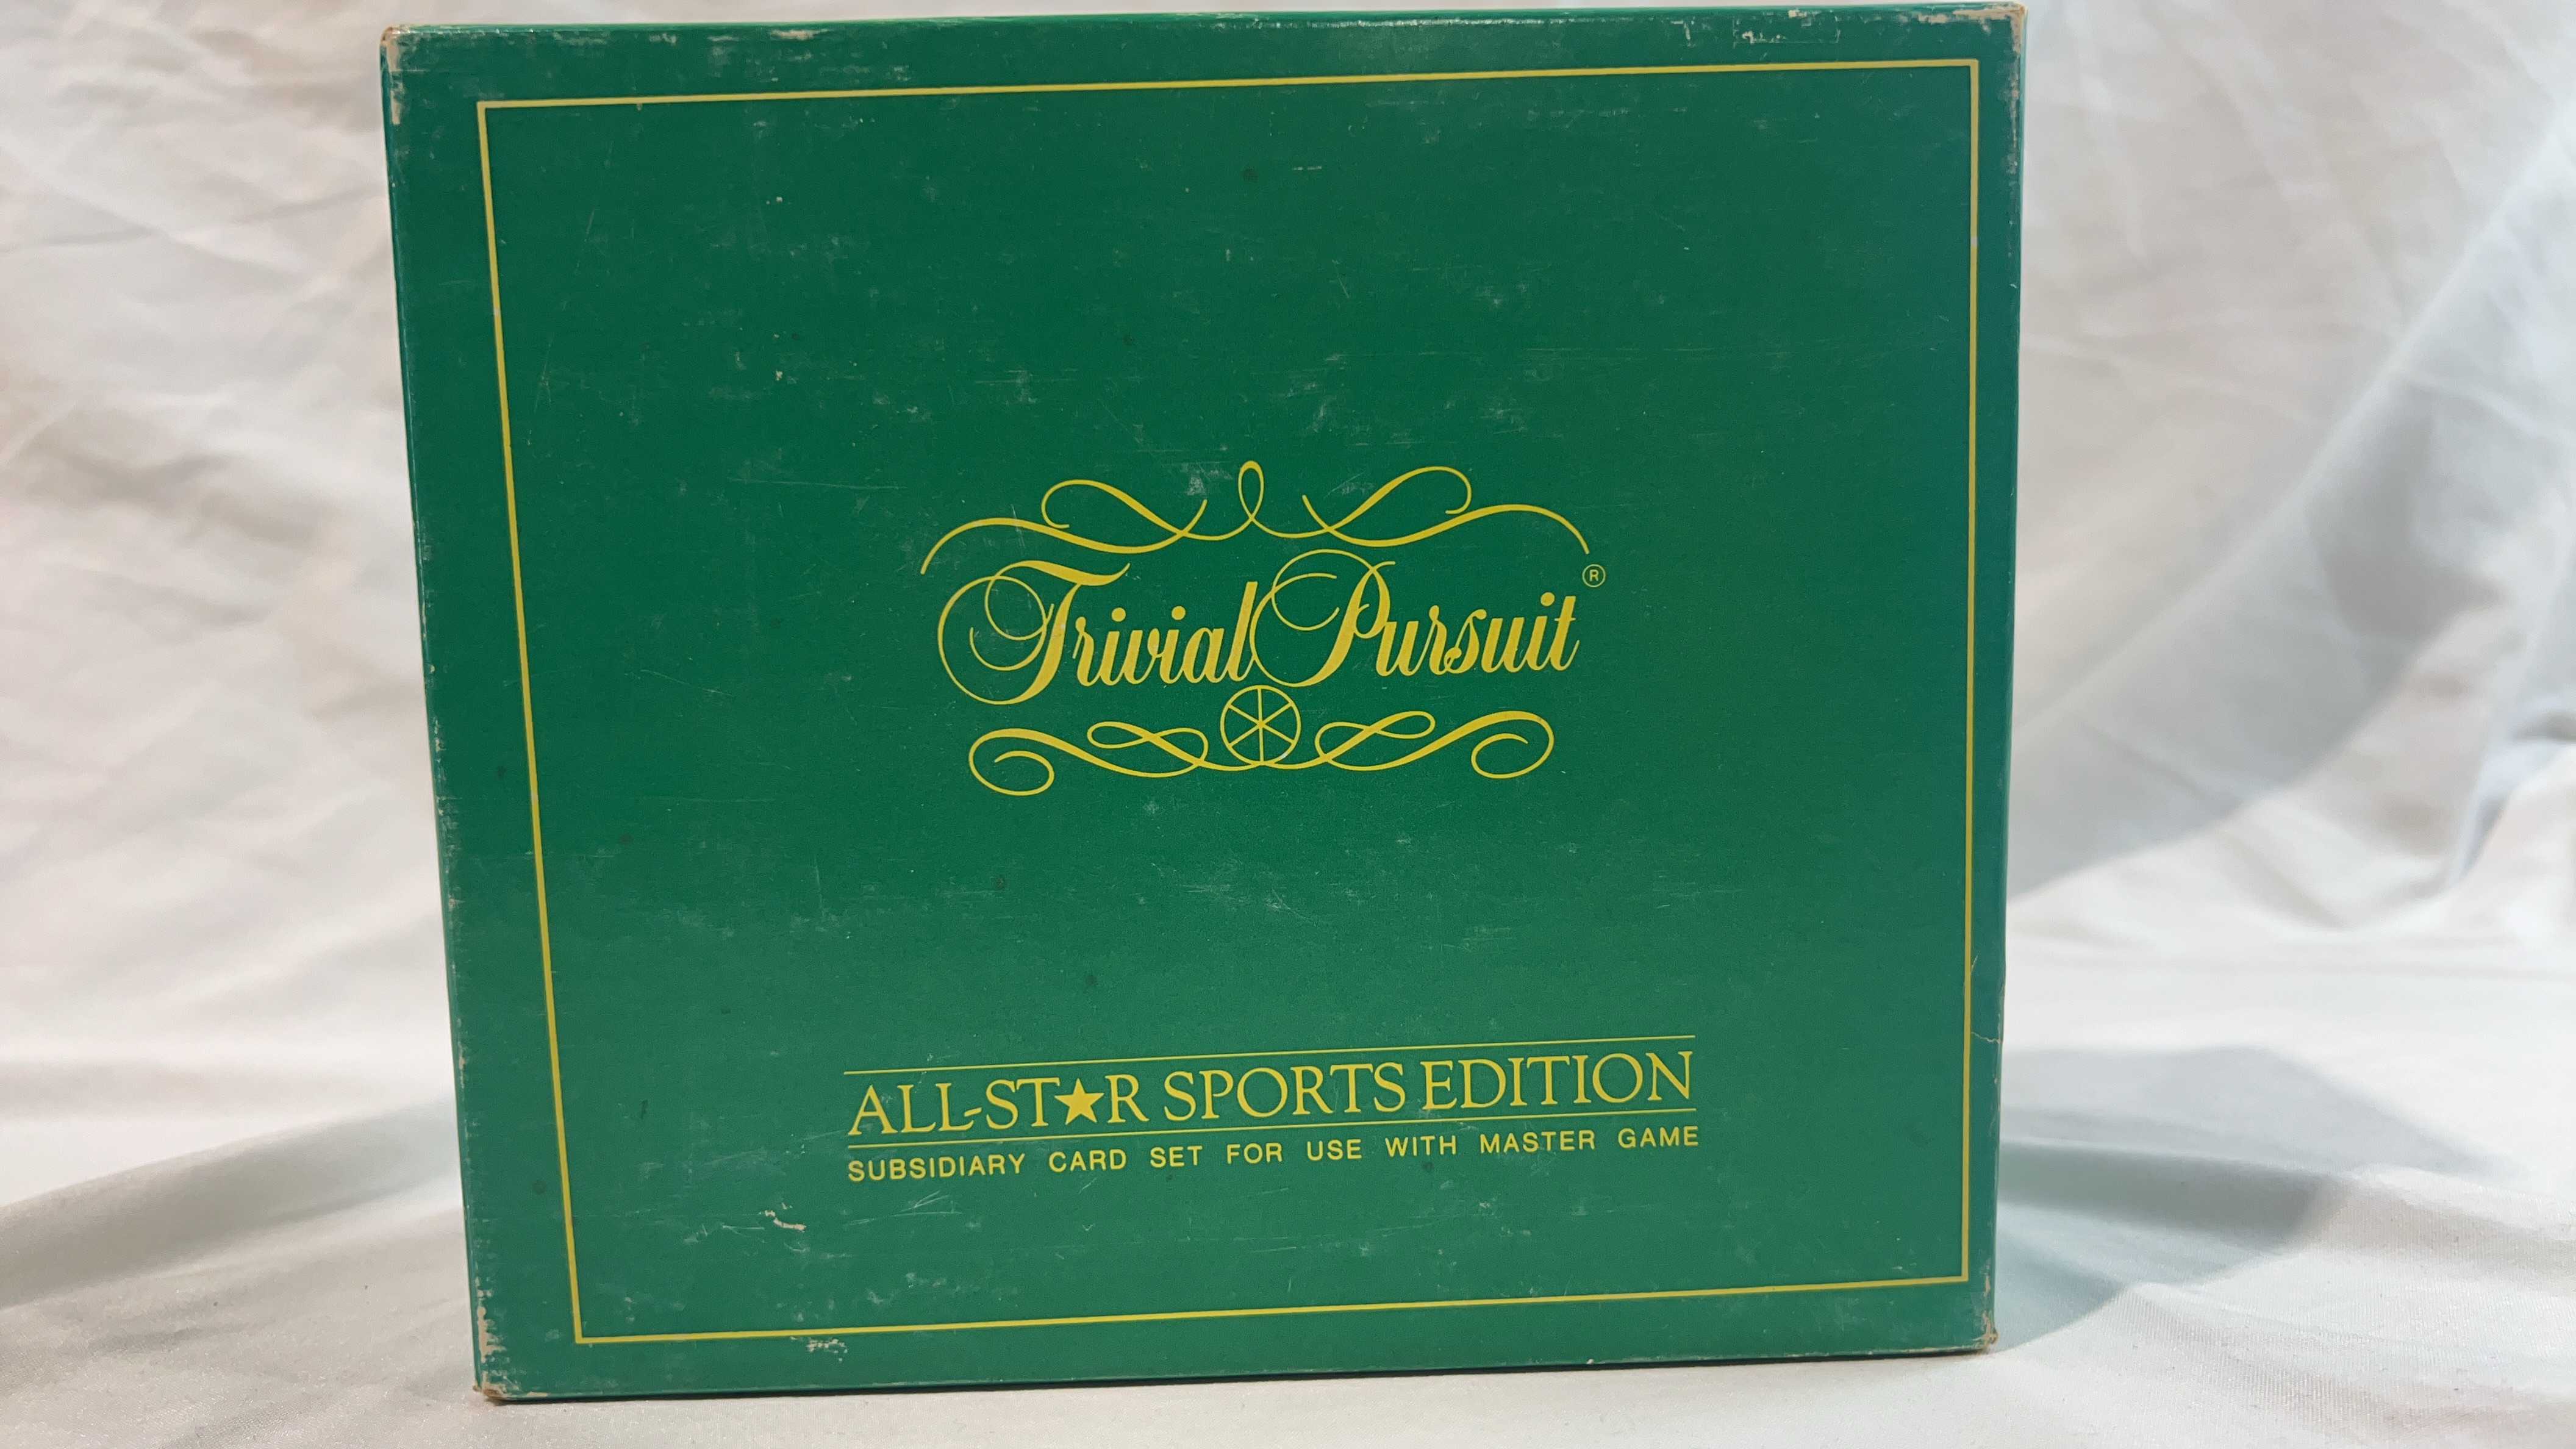 Trivial Pursuit ®
ALL-ST★R SPORTS EDITION
SUBSIDIARY CARD SET FOR USE WITH MASTER GAME